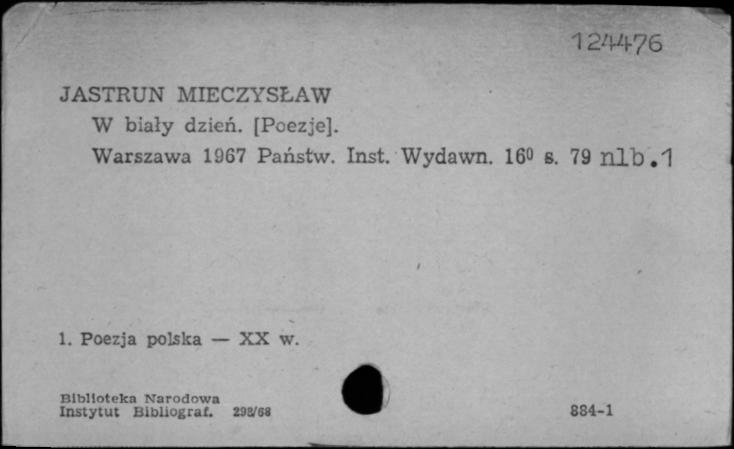 124476
JASTRUN MIECZYSŁAW
W biały dzień. [Poezje].
Warszawa 1967 Państw. Inst. Wydawn. 16⁰ s. 79 nlb.1
1. Poezja polska — XX w.
Biblioteka Narodowa
Instytut Bibliograf. 298/68
884-1